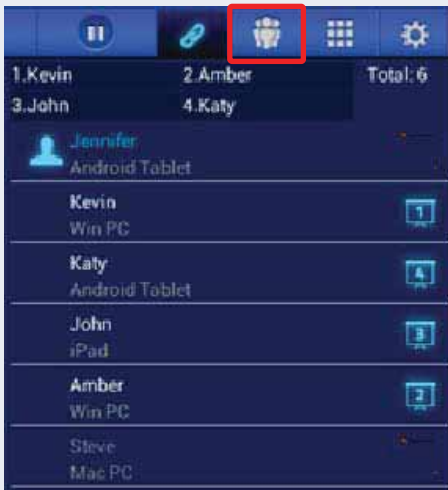 1.Kevin 2.Amber Total: 6
3.John 4.Katy
Jennifer
Android Tablet
Kevin
Win PC
1
Katy
Android Tablet
4
John
iPad
3
Amber
Win PC
2
Steve
Mac PC